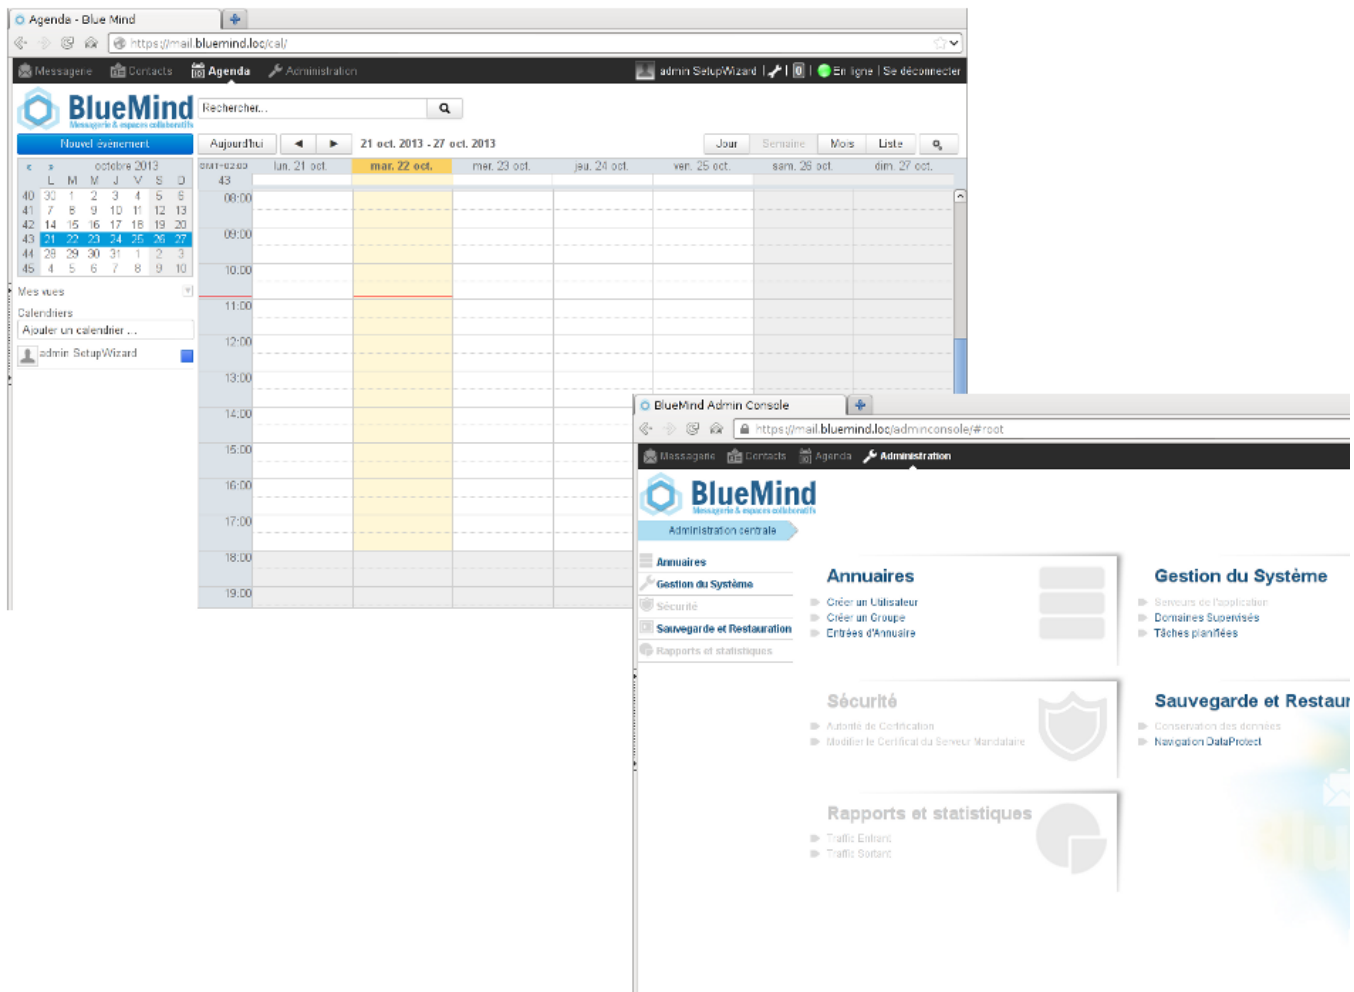 Agenda - Blue Mind
https://mail.bluemind.loc/cal/
Messagerie Contacts Agenda Administration admin SetupWizard | | 0 | En ligne | Se déconnecter
BlueMind
Messagerie & espaces collaboratifs
Rechercher...
Nouvel événement Aujourd'hui 21 oct. 2013 - 27 oct. 2013 Jour Semaine Mois Liste
« » octobre 2013 GMT+02:00 lun. 21 oct. mar. 22 oct. mer. 23 oct. jeu. 24 oct. ven. 25 oct. sam. 26 oct. dim. 27 oct.
L M M J V S D 43
40 30 1 2 3 4 5 6
41 7 8 9 10 11 12 13
42 14 15 16 17 18 19 20
43 21 22 23 24 25 26 27
44 28 29 30 31 1 2 3
45 4 5 6 7 8 9 10
Mes vues
Calendriers
Ajouter un calendrier ...
admin SetupWizard
08:00
09:00
10:00
11:00
12:00
13:00
14:00
15:00
16:00
17:00
18:00
19:00
BlueMind Admin Console
https://mail.bluemind.loc/adminconsole/#root
Messagerie Contacts Agenda Administration
BlueMind
Messagerie & espaces collaboratifs
Administration centrale
Annuaires
Gestion du Système
Sécurité
Sauvegarde et Restauration
Rapports et statistiques
Annuaires
Créer un Utilisateur
Créer un Groupe
Entrées d'Annuaire
Gestion du Système
Serveurs de l'application
Domaines Supervisés
Tâches planifiées
Sécurité
Autorité de Certification
Modifier le Certificat du Serveur Mandataire
Sauvegarde et Restaur
Conservation des données
Navigation DataProtect
Rapports et statistiques
Traffic Entrant
Traffic Sortant